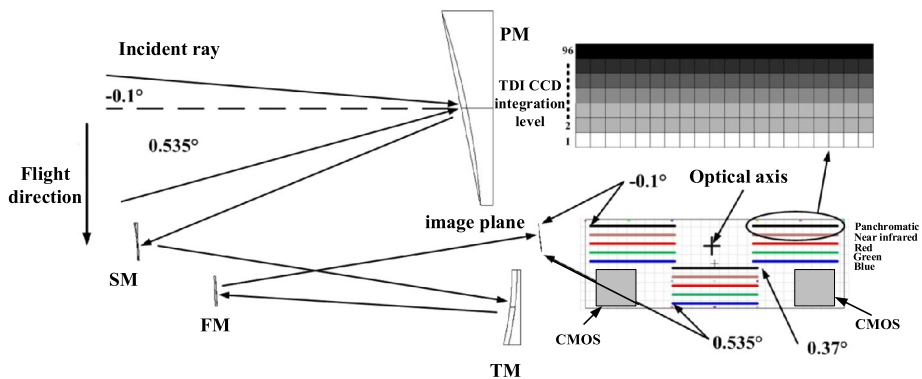 Incident ray
PM
-0.1°
0.535°
Flight
direction
SM
FM
TM
image plane
TDI CCD
integration
level
96
2
1
-0.1°
Optical axis
Panchromatic
Near infrared
Red
Green
Blue
CMOS
CMOS
0.535°
0.37°